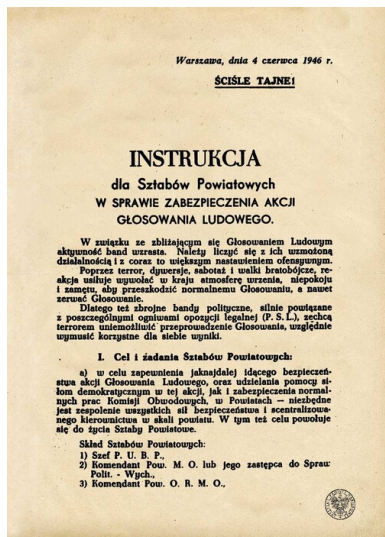 Warszawa, dnia 4 czerwca 1946 r.
ŚCIŚLE TAJNE!
INSTRUKCJA
dla Sztabów Powiatowych
W SPRAWIE ZABEZPIECZENIA AKCJI
GŁOSOWANIA LUDOWEGO.
W związku ze zbliżającym się Głosowaniem Ludowym
aktywność band wzrasta. Należy liczyć się z ich wzmożoną
działalnością i z coraz to większym nastawieniem ofensywnym.
Poprzez terror, dywersję, sabotaż i walki bratobójcze, re-
akcja usiłuje wywołać w kraju atmosferę wrzenia, niepokoju
i zamętu, aby przeszkodzić normalnemu Głosowaniu, a nawet
zerwać Głosowanie.
Dlatego też zbrojne bandy polityczne, silnie powiązane
z poszczególnymi ogniwami opozycji legalnej (P. S. L.), zechcą
terrorem uniemożliwić przeprowadzenie Głosowania, względnie
wymusić korzystne dla siebie wyniki.
I. Cel i żądania Sztabów Powiatowych:
a) w celu zapewnienia jaknajdalej idącego bezpieczeń-
stwa akcji Głosowania Ludowego, oraz udzielania pomocy si-
łom demokratycznym w tej akcji, jak i zabezpieczenia normal-
nych prac Komisji Obwodowych, w Powiatach — niezbędne
jest zespolenie wszystkich sił bezpieczeństwa i scentralizowa-
nego kierownictwa w skali powiatu. W tym też celu powołuje
się do życia Sztaby Powiatowe.
Skład Sztabów Powiatowych:
1) Szef P. U. B. P.,
2) Komendant Pow. M. O. lub jego zastępca do Spraw
Polit. - Wych.,
3) Komendant Pow. O. R. M. O.,